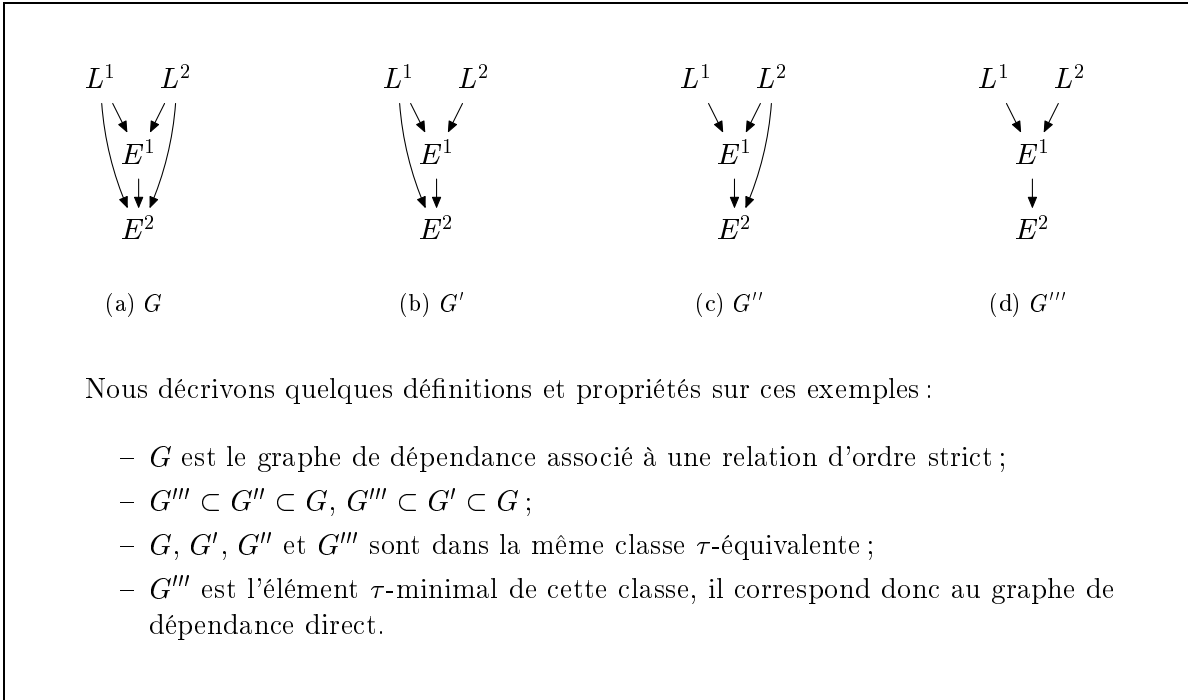 L¹ L² L¹ L² L¹ L² L¹ L²
E¹ E¹ E¹ E¹
E² E² E² E²
(a) G (b) G′ (c) G′′ (d) G′′′
Nous décrivons quelques définitions et propriétés sur ces exemples :
– G est le graphe de dépendance associé à une relation d'ordre strict ;
– G′′′ ⊂ G′′ ⊂ G, G′′′ ⊂ G′ ⊂ G ;
– G, G′, G′′ et G′′′ sont dans la même classe τ-équivalente ;
– G′′′ est l'élément τ-minimal de cette classe, il correspond donc au graphe de
dépendance direct.